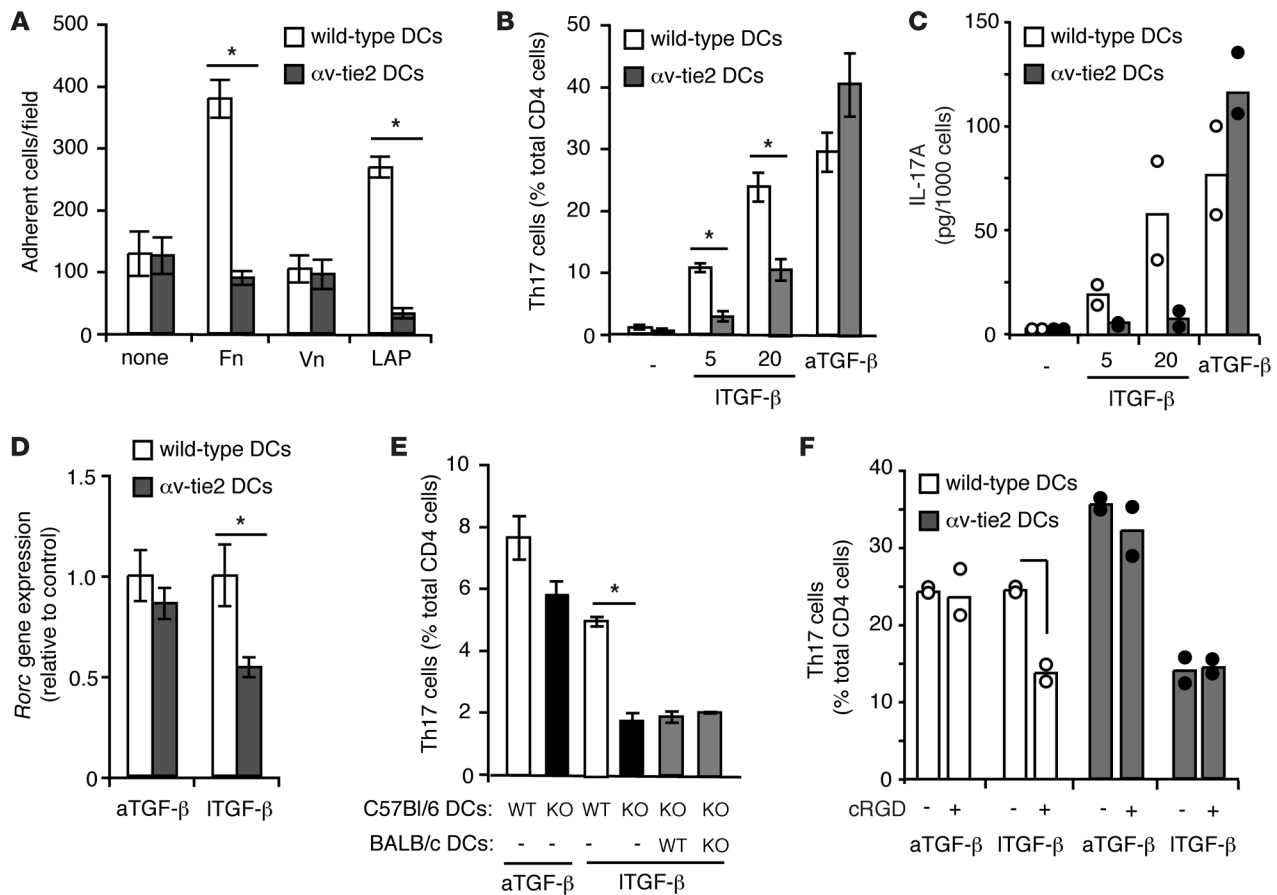 A
Adherent cells/field
500
400
300
200
100
0
wild-type DCs
αv-tie2 DCs
*
*
none Fn Vn LAP
B
Th17 cells (% total CD4 cells)
50
40
30
20
10
0
wild-type DCs
αv-tie2 DCs
*
*
- 5 20 aTGF-β
lTGF-β
C
IL-17A
(pg/1000 cells)
150
100
50
0
wild-type DCs
αv-tie2 DCs
- 5 20 aTGF-β
lTGF-β
D
Rorc gene expression
(relative to control)
wild-type DCs
αv-tie2 DCs
1.5
1.0
0.5
0
*
aTGF-β lTGF-β
E
Th17 cells (% total CD4 cells)
10
8
6
4
2
0
*
C57Bl/6 DCs: WT KO WT KO KO KO
BALB/c DCs: - - - - WT KO
aTGF-β lTGF-β
F
Th17 cells
(% total CD4 cells)
40
30
20
10
0
wild-type DCs
αv-tie2 DCs
cRGD - + - + - + - +
aTGF-β lTGF-β aTGF-β lTGF-β